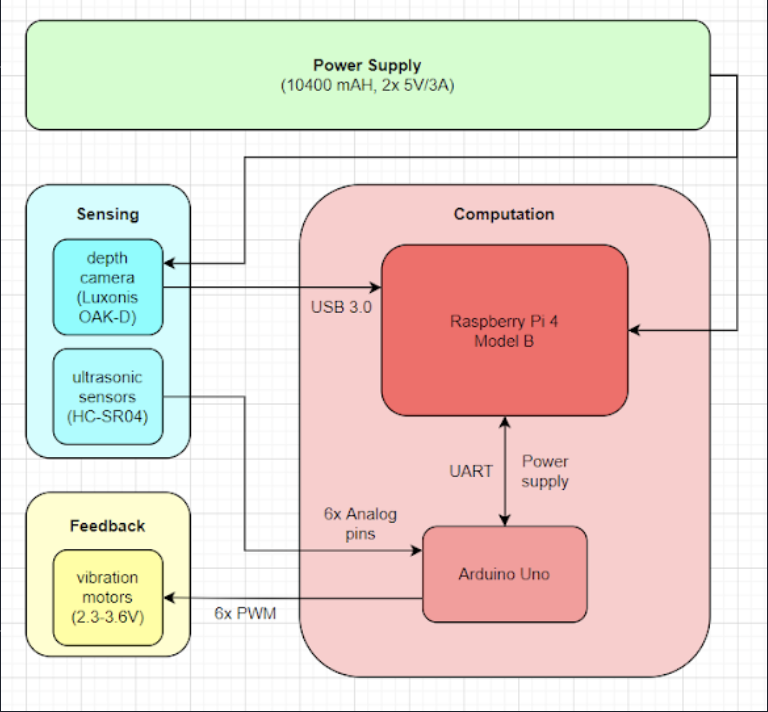 Power Supply
(10400 mAH, 2x 5V/3A)
Sensing
depth
camera
(Luxonis
OAK-D)
ultrasonic
sensors
(HC-SR04)
Feedback
vibration
motors
(2.3-3.6V)
Computation
USB 3.0
Raspberry Pi 4
Model B
UART
Power
supply
6x Analog
pins
Arduino Uno
6x PWM